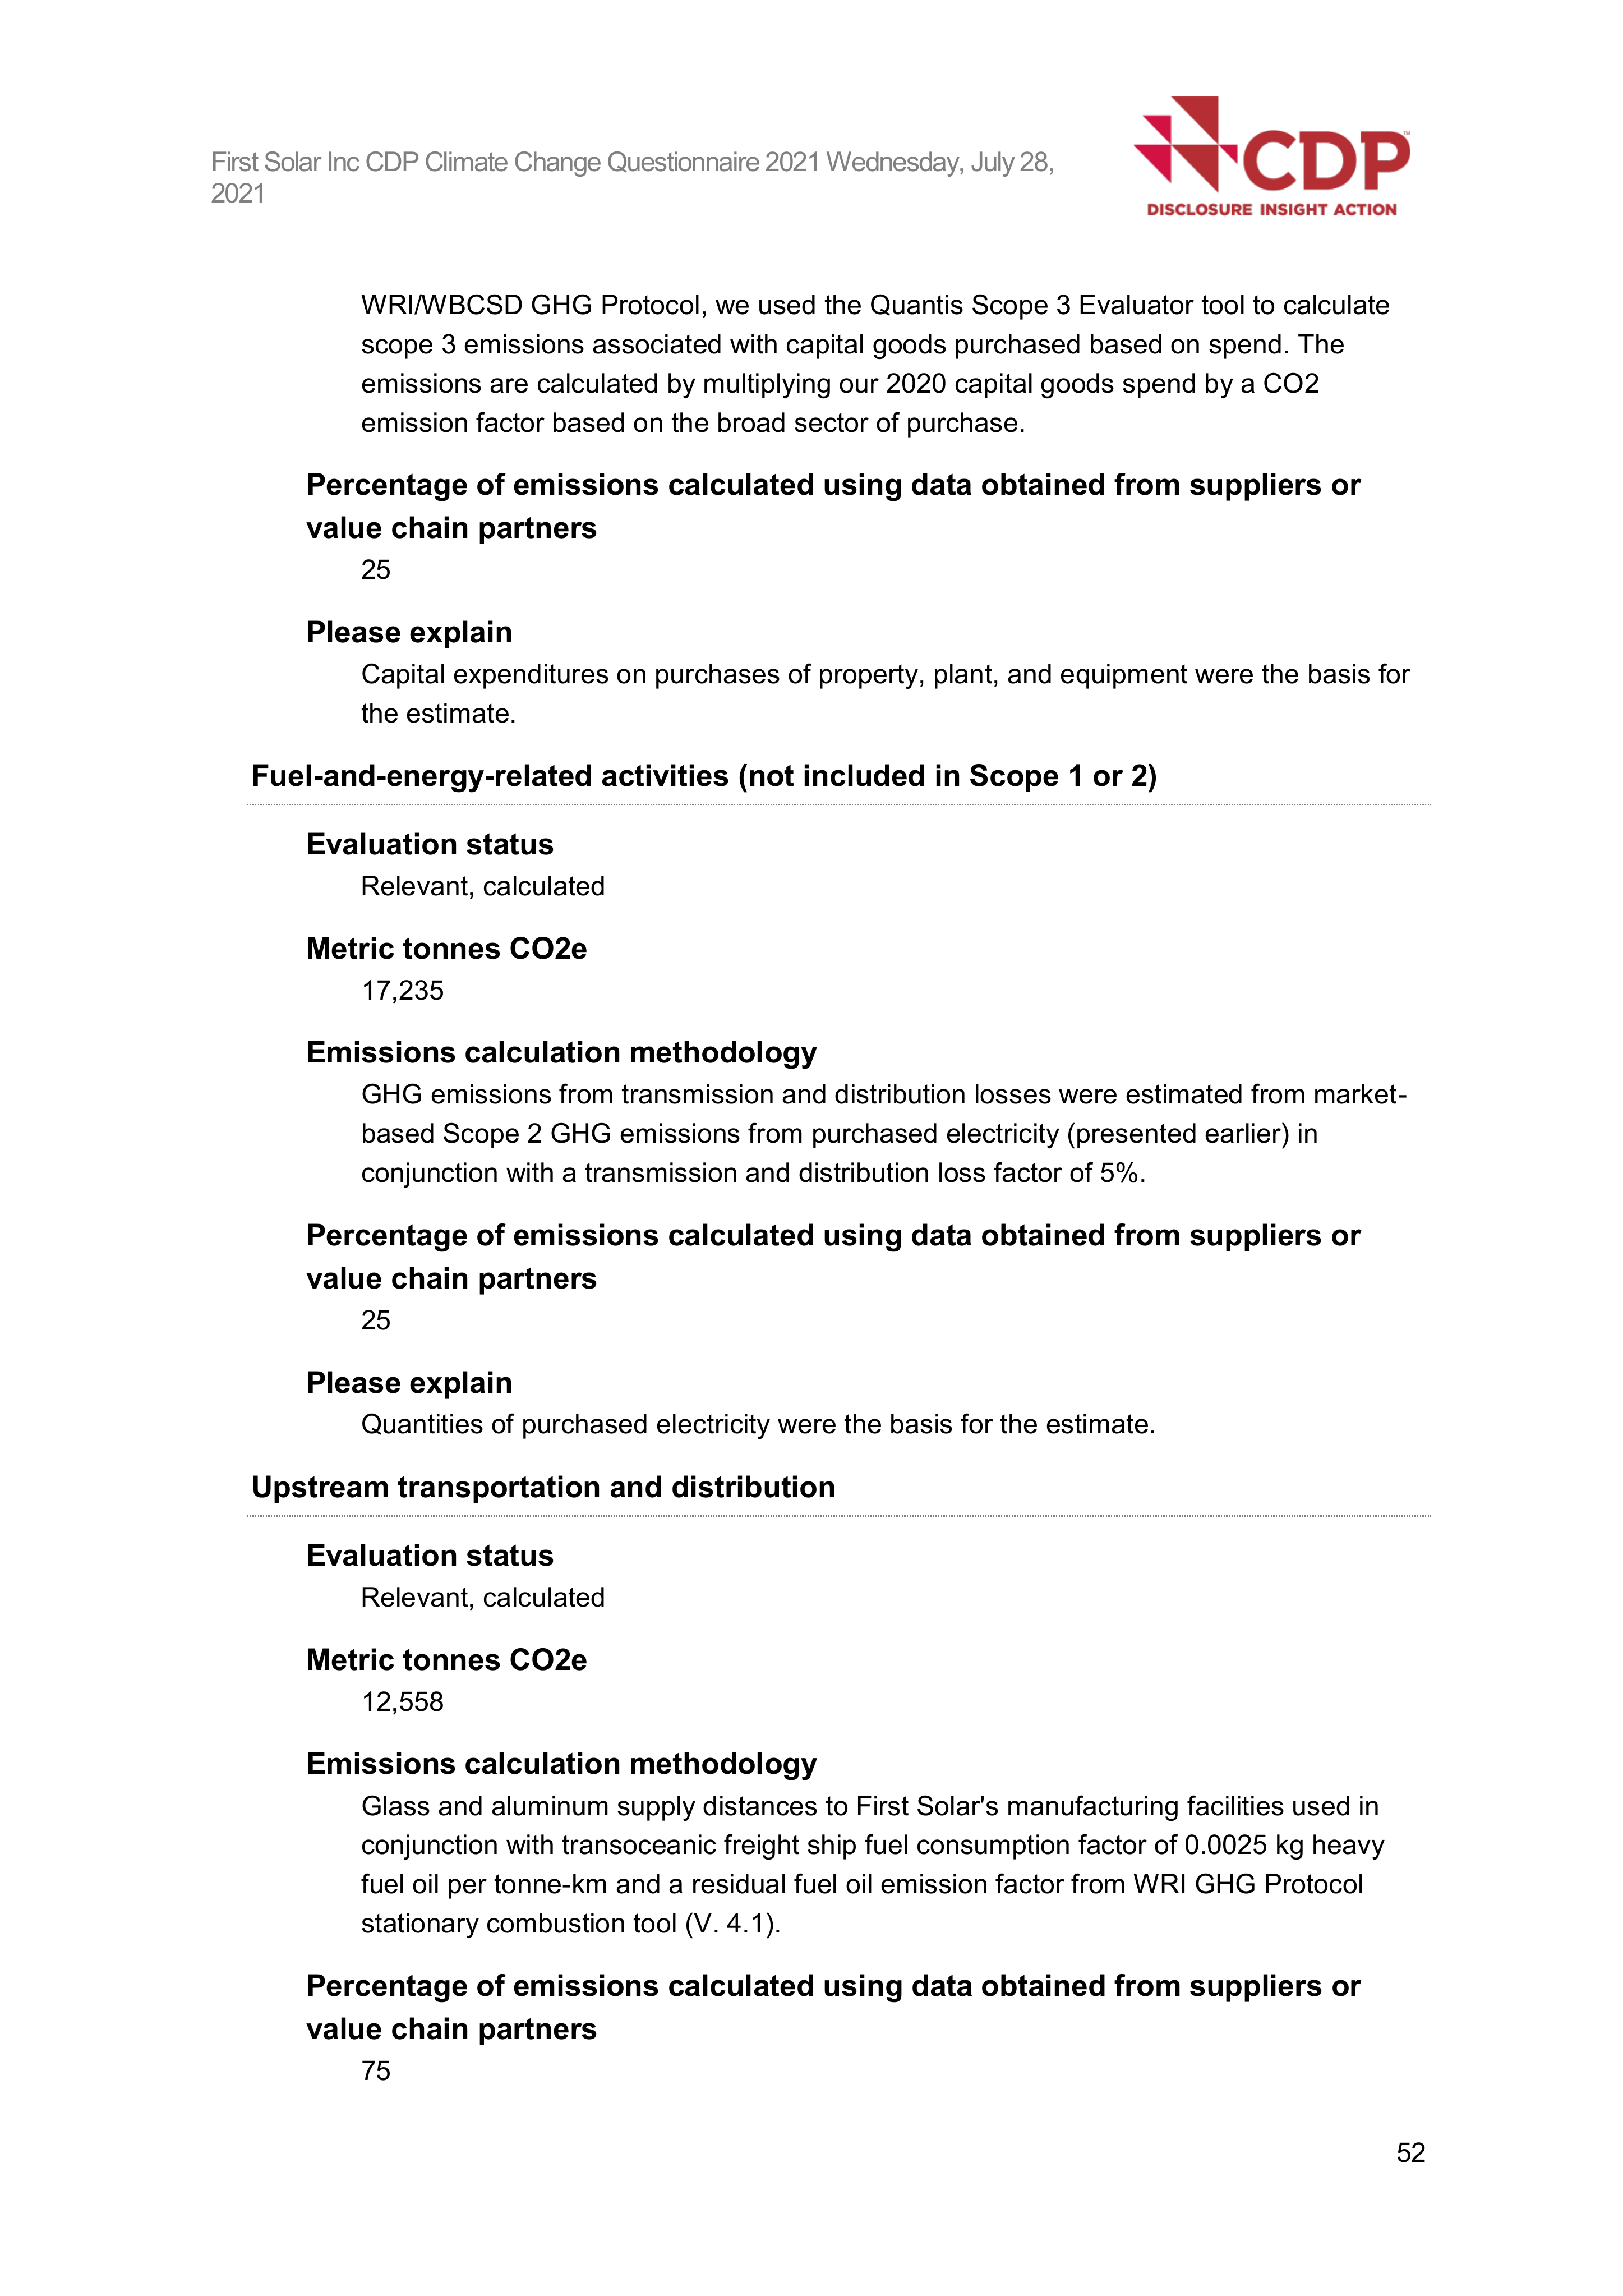 First Solar Inc CDP Climate Change Questionnaire 2021 Wednesday, July 28,
2021
CDP™
DISCLOSURE INSIGHT ACTION
WRI/WBCSD GHG Protocol, we used the Quantis Scope 3 Evaluator tool to calculate
scope 3 emissions associated with capital goods purchased based on spend. The
emissions are calculated by multiplying our 2020 capital goods spend by a CO2
emission factor based on the broad sector of purchase.
Percentage of emissions calculated using data obtained from suppliers or
value chain partners
25
Please explain
Capital expenditures on purchases of property, plant, and equipment were the basis for
the estimate.
Fuel-and-energy-related activities (not included in Scope 1 or 2)
Evaluation status
Relevant, calculated
Metric tonnes CO2e
17,235
Emissions calculation methodology
GHG emissions from transmission and distribution losses were estimated from market-
based Scope 2 GHG emissions from purchased electricity (presented earlier) in
conjunction with a transmission and distribution loss factor of 5%.
Percentage of emissions calculated using data obtained from suppliers or
value chain partners
25
Please explain
Quantities of purchased electricity were the basis for the estimate.
Upstream transportation and distribution
Evaluation status
Relevant, calculated
Metric tonnes CO2e
12,558
Emissions calculation methodology
Glass and aluminum supply distances to First Solar's manufacturing facilities used in
conjunction with transoceanic freight ship fuel consumption factor of 0.0025 kg heavy
fuel oil per tonne-km and a residual fuel oil emission factor from WRI GHG Protocol
stationary combustion tool (V. 4.1).
Percentage of emissions calculated using data obtained from suppliers or
value chain partners
75
52